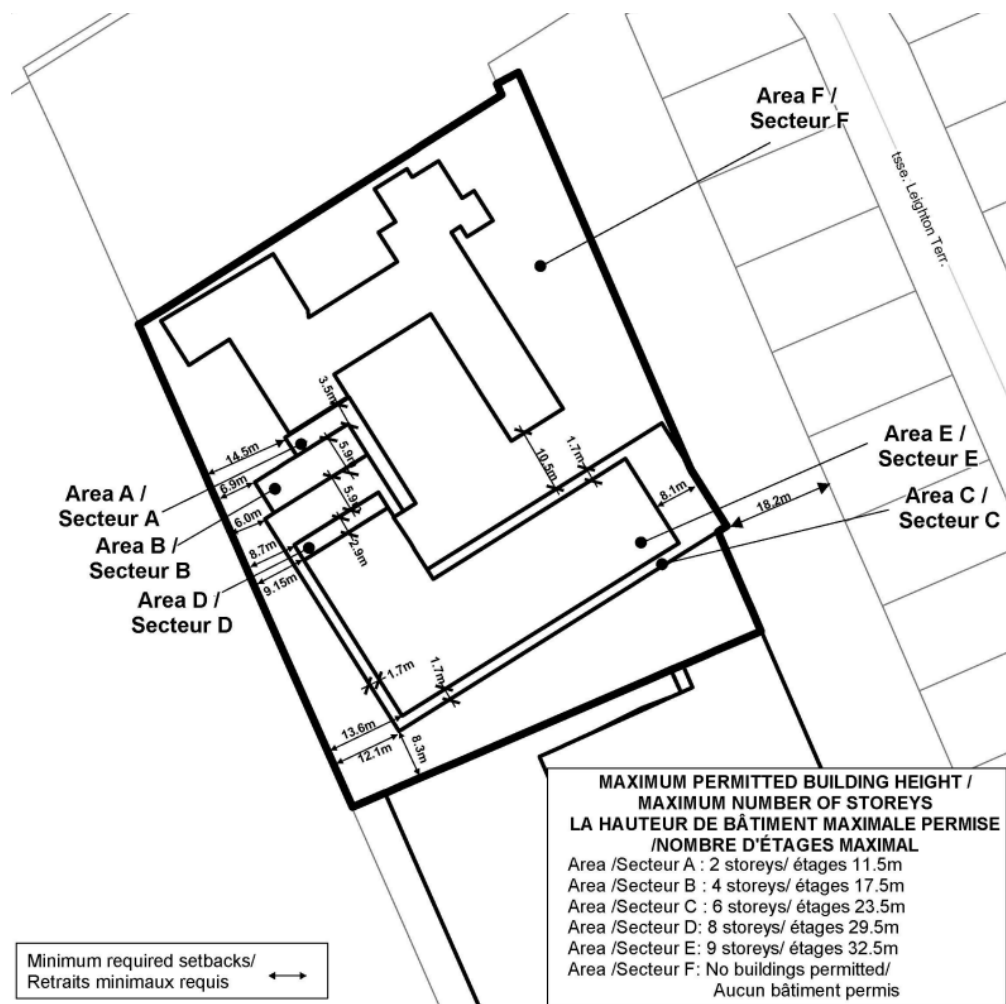 Area F /
Secteur F
tsse. Leighton Terr.
3.5m
14.5m
5.9m
6.9m
Area A /
Secteur A
10.5m
1.7m
Area E /
Secteur E
8.1m
Area C /
Secteur C
18.2m
5.9m
6.0m
Area B /
Secteur B
8.7m
2.9m
9.15m
Area D /
Secteur D
1.7m
1.7m
13.6m
12.1m
8.3m
MAXIMUM PERMITTED BUILDING HEIGHT /
MAXIMUM NUMBER OF STOREYS
LA HAUTEUR DE BÂTIMENT MAXIMALE PERMISE
/NOMBRE D'ÉTAGES MAXIMAL
Area /Secteur A : 2 storeys/ étages 11.5m
Area /Secteur B : 4 storeys/ étages 17.5m
Area /Secteur C : 6 storeys/ étages 23.5m
Area /Secteur D: 8 storeys/ étages 29.5m
Area /Secteur E: 9 storeys/ étages 32.5m
Area /Secteur F: No buildings permitted/
Aucun bâtiment permis
Minimum required setbacks/
Retraits minimaux requis